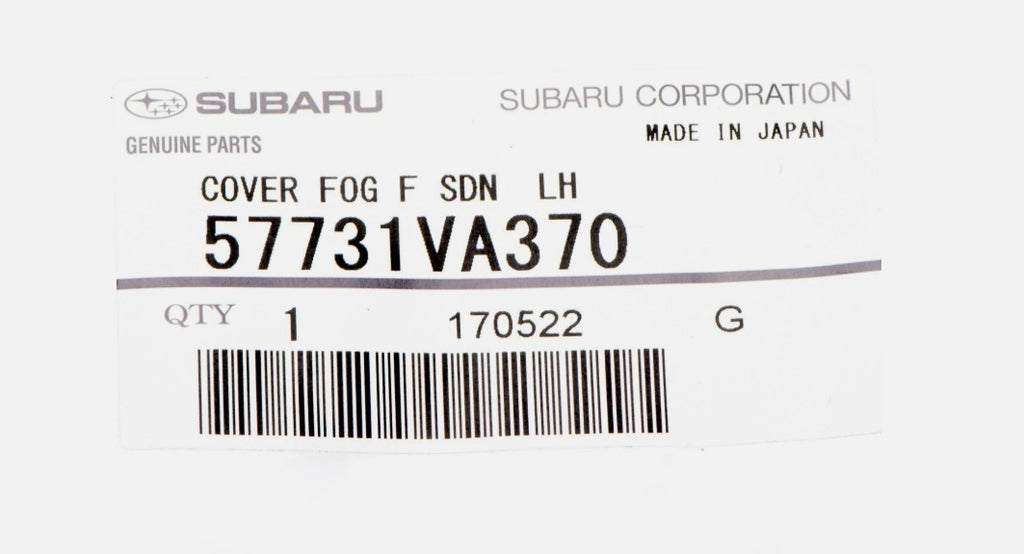 SUBARU SUBARU CORPORATION
GENUINE PARTS MADE IN JAPAN
COVER FOG F SDN LH
57731VA370
QTY 1 170522 G